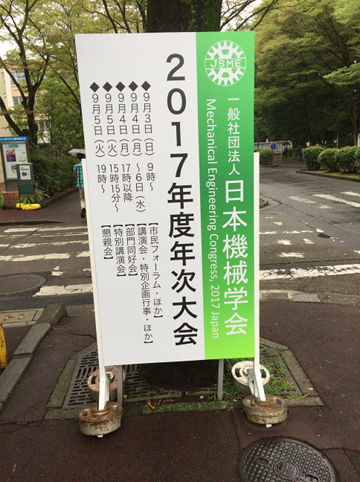 JSME
一般社団法人 日本機械学会
Mechanical Engineering Congress, 2017 Japan
2017年度年次大会
◆9月3日(日) 9時〜 【市民フォーラム・ほか】
◆9月4日(月)〜6日(水) 【講演会・特別企画行事・ほか】
◆9月4日(月) 17時以降 【部門同好会】
◆9月5日(火) 15時15分〜 【特別講演会】
◆9月5日(火) 19時〜 【懇親会】